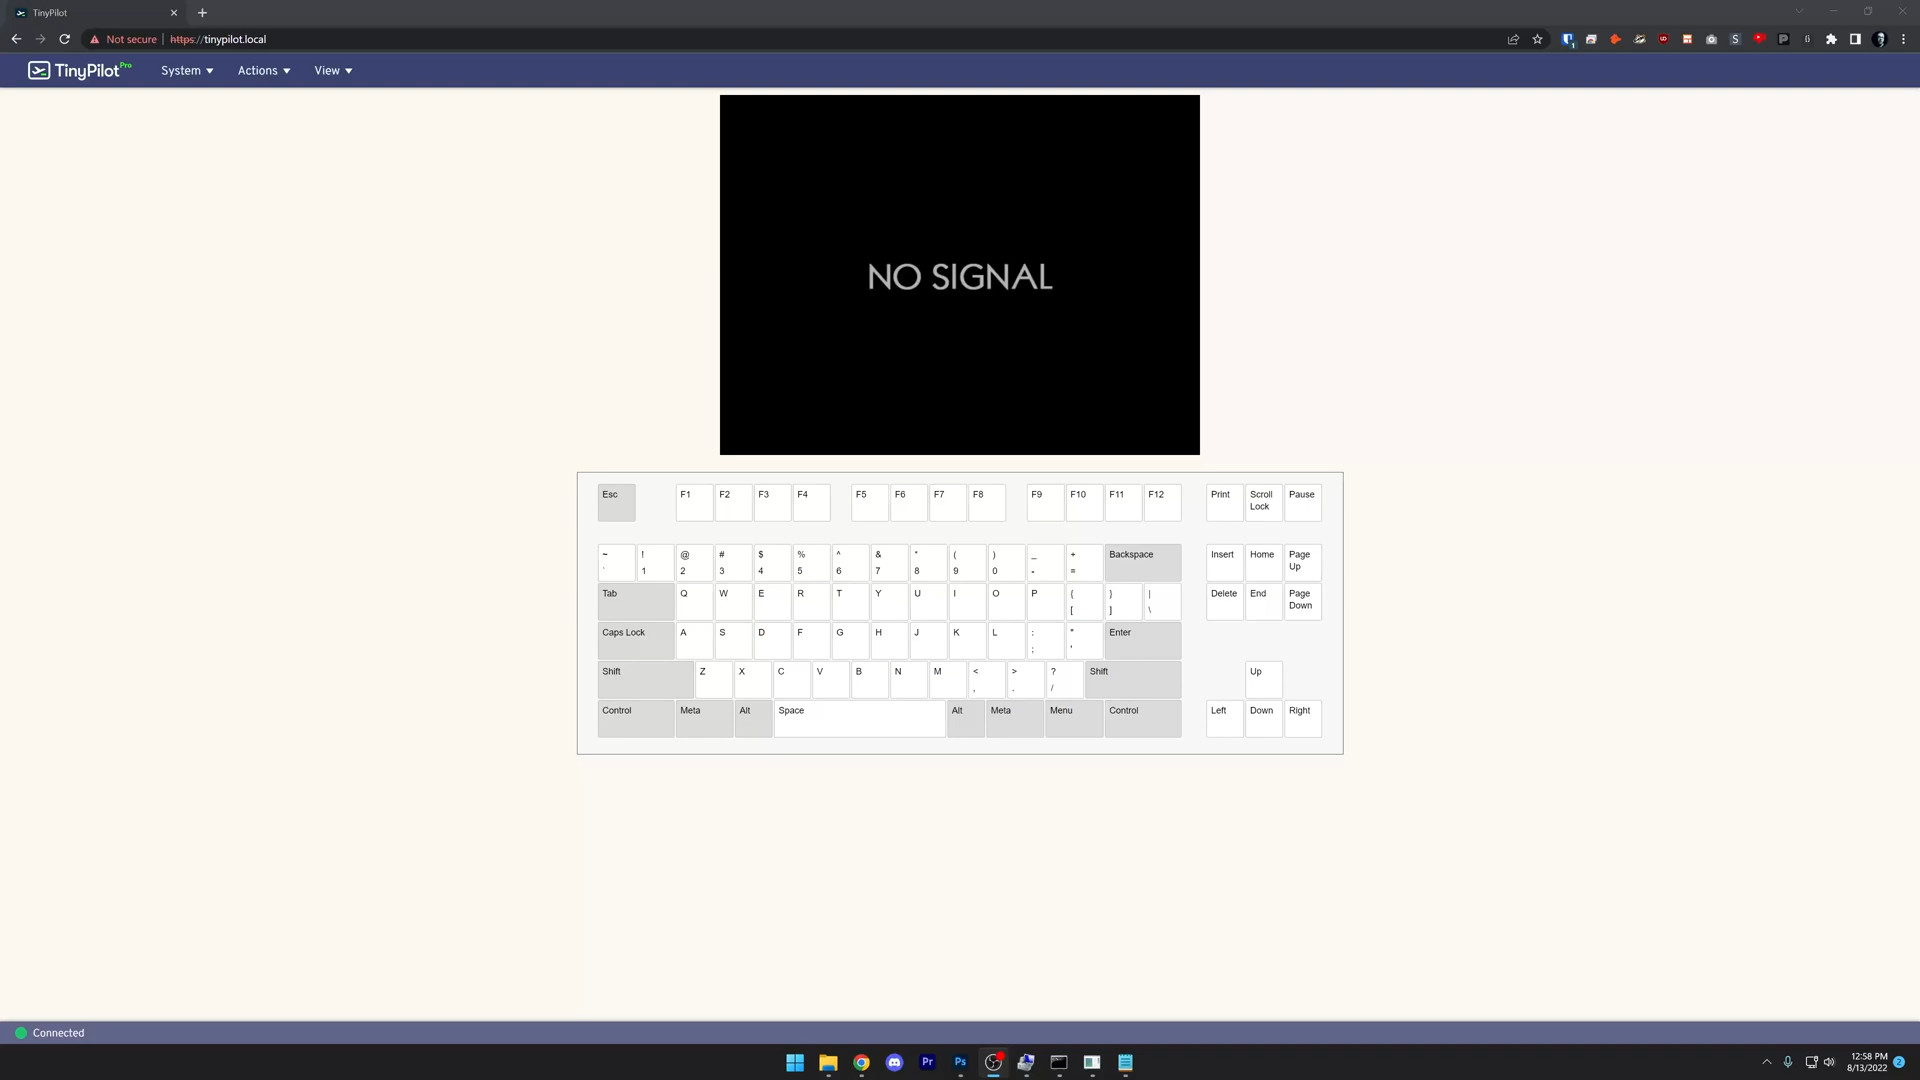 TinyPilot
Not secure
https://tinypilot.local
TinyPilot Pro
System
Actions
View
NO SIGNAL
Esc F1 F2 F3 F4 F5 F6 F7 F8 F9 F10 F11 F12 Print Scroll Lock Pause
~ ! @ # $ % ^ & * ( ) _ + Backspace Insert Home Page Up
` 1 2 3 4 5 6 7 8 9 0 - =
Tab Q W E R T Y U I O P { } | Delete End Page Down
[ ] \
Caps Lock A S D F G H J K L : " Enter
; '
Shift Z X C V B N M < > ? Shift Up
, . /
Control Meta Alt Space Alt Meta Menu Control Left Down Right
Connected
Pr
Ps
12:58 PM
8/13/2022
2